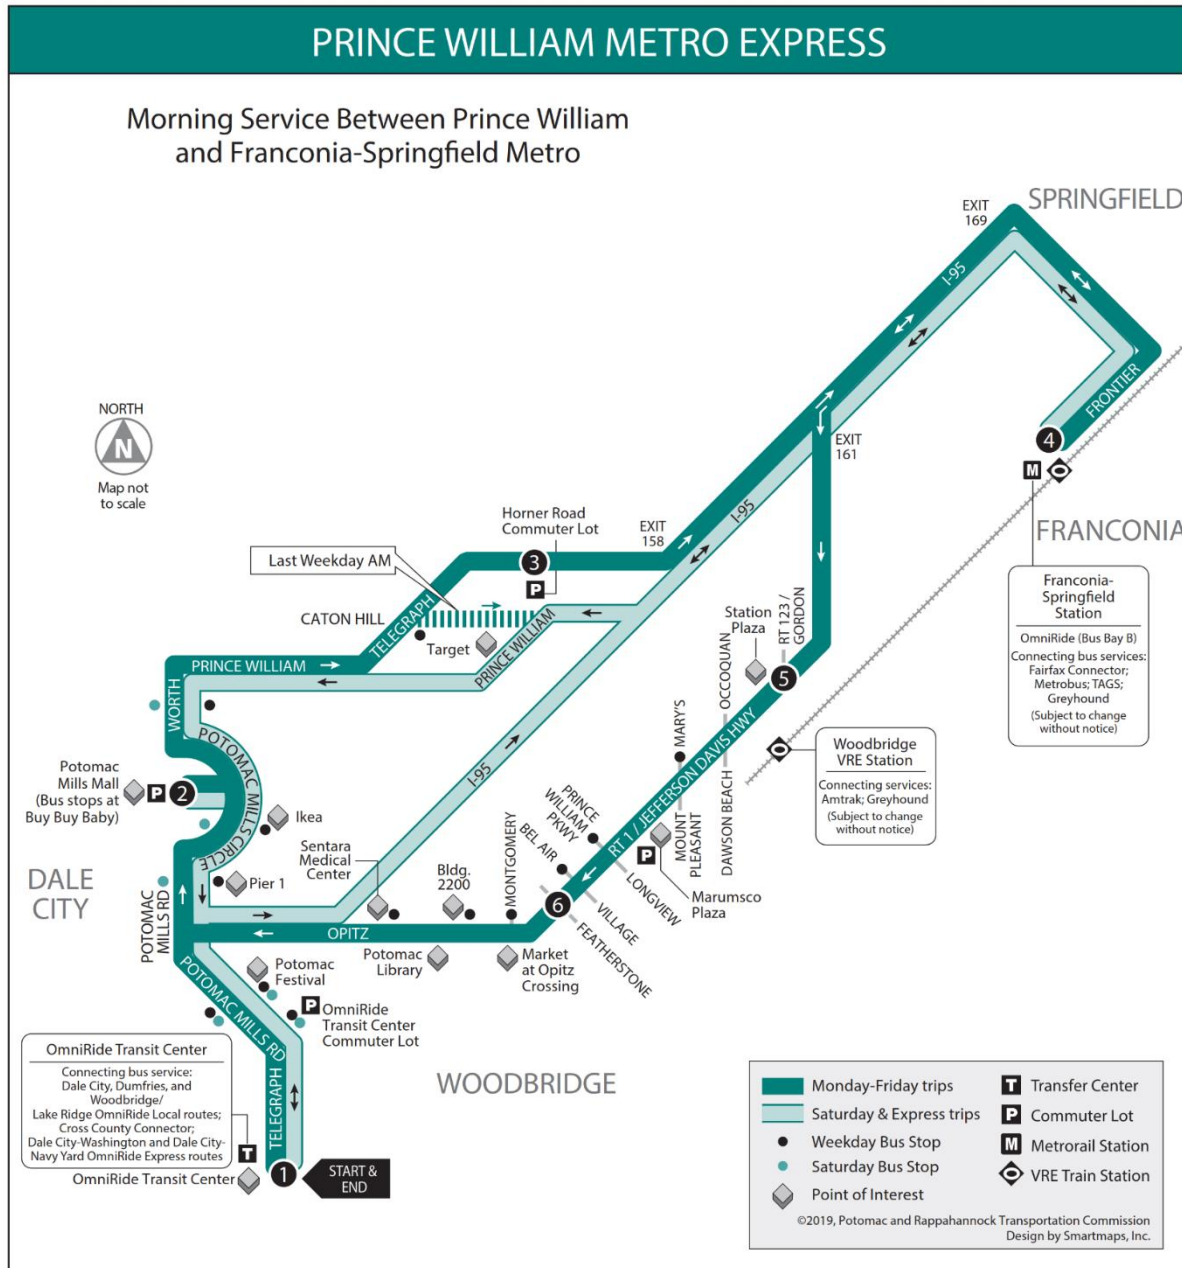 PRINCE WILLIAM METRO EXPRESS
Morning Service Between Prince William
and Franconia-Springfield Metro
SPRINGFIELD
EXIT
169
I-95
FRONTIER
NORTH
N
Map not
to scale
EXIT
161
4
M
FRANCONIA
Horner Road
Commuter Lot
EXIT
158
I-95
Last Weekday AM
3
P
CATON HILL
TELEGRAPH
Target
PRINCE WILLIAM
PRINCE WILLIAM
Franconia-
Springfield
Station
OmniRide (Bus Bay B)
Connecting bus services:
Fairfax Connector;
Metrobus; TAGS;
Greyhound
(Subject to change
without notice)
Station
Plaza
RT 123 /
GORDON
5
OCCOQUAN
DAWSON BEACH
WORTH
POTOMAC MILLS CIRCLE
Potomac
Mills Mall
(Bus stops at
Buy Buy Baby)
P
2
Ikea
I-95
MARY'S
MOUNT
PLEASANT
RT 1 / JEFFERSON DAVIS HWY
Woodbridge
VRE Station
Connecting services:
Amtrak; Greyhound
(Subject to change
without notice)
PRINCE
WILLIAM
PKWY
LONGVIEW
BEL AIR
VILLAGE
P
Marumsco
Plaza
DALE
CITY
Pier 1
Sentara
Medical
Center
Bldg.
2200
MONTGOMERY
6
FEATHERSTONE
POTOMAC
MILLS RD
OPITZ
Potomac
Library
Market
at Opitz
Crossing
Potomac
Festival
POTOMAC MILLS RD
P
OmniRide
Transit Center
Commuter Lot
WOODBRIDGE
OmniRide Transit Center
Connecting bus service:
Dale City, Dumfries, and
Woodbridge/
Lake Ridge OmniRide Local routes;
Cross County Connector;
Dale City-Washington and Dale City-
Navy Yard OmniRide Express routes
T
TELEGRAPH
OmniRide Transit Center
1
START &
END
Monday-Friday trips
Saturday & Express trips
Weekday Bus Stop
Saturday Bus Stop
Point of Interest
T Transfer Center
P Commuter Lot
M Metrorail Station
VRE Train Station
©2019, Potomac and Rappahannock Transportation Commission
Design by Smartmaps, Inc.